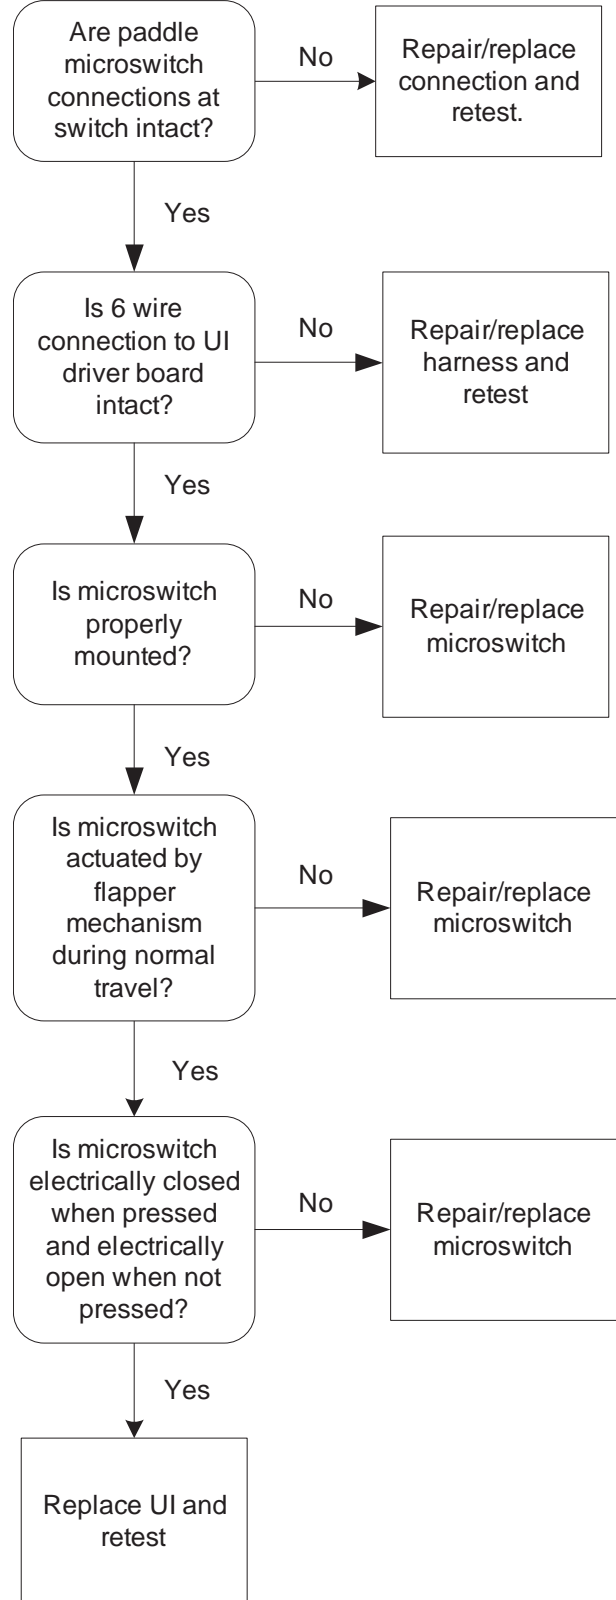 Are paddle
microswitch
connections at
switch intact?
No
Repair/replace
connection and
retest.
Yes
Is 6 wire
connection to UI
driver board
intact?
No
Repair/replace
harness and
retest
Yes
Is microswitch
properly
mounted?
No
Repair/replace
microswitch
Yes
Is microswitch
actuated by
flapper
mechanism
during normal
travel?
No
Repair/replace
microswitch
Yes
Is microswitch
electrically closed
when pressed
and electrically
open when not
pressed?
No
Repair/replace
microswitch
Yes
Replace UI and
retest